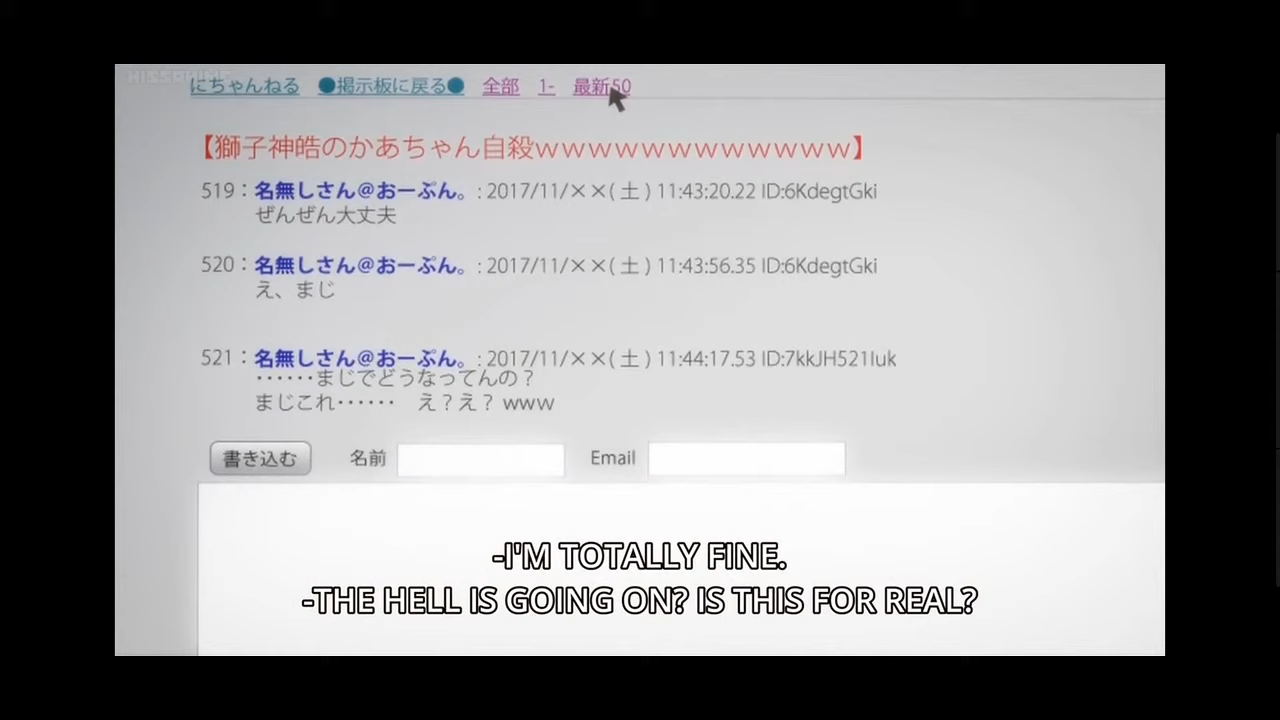 にちゃんねる ●掲示板に戻る● 全部 1- 最新50
【獅子神皓のかあちゃん自殺wwwwwwwwwwww】
519：名無しさん＠おーぷん。: 2017/11/××( 土 ) 11:43:20.22 ID:6KdegtGki
ぜんぜん大丈夫
520：名無しさん＠おーぷん。: 2017/11/××( 土 ) 11:43:56.35 ID:6KdegtGki
え、まじ
521：名無しさん＠おーぷん。: 2017/11/××( 土 ) 11:44:17.53 ID:7kkJH521Iuk
‥‥‥まじでどうなってんの？
まじこれ‥‥‥ え？え？ www
書き込む 名前 Email
-I'M TOTALLY FINE.
-THE HELL IS GOING ON? IS THIS FOR REAL?